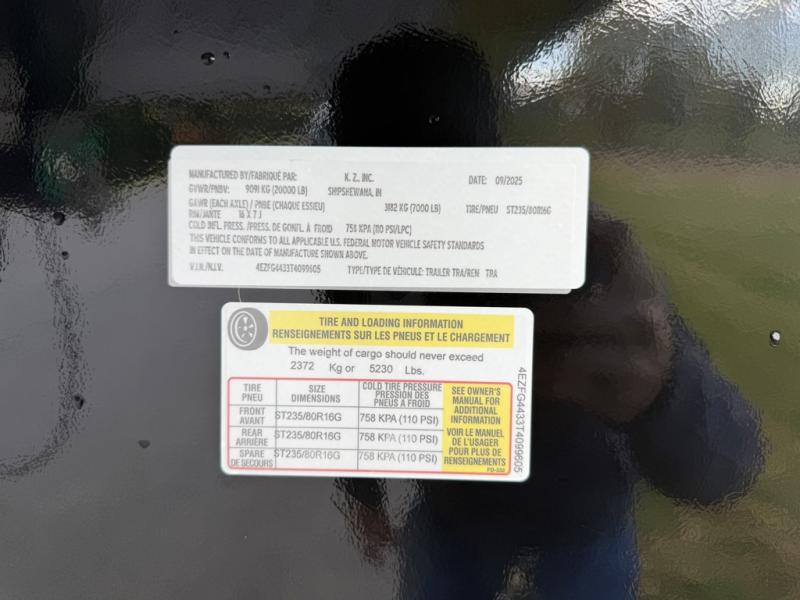 MANUFACTURED BY/FABRIQUÉ PAR: K. Z., INC. DATE: 09/2025
GVWR/PNBV: 9091 KG (20000 LB) SHIPSHEWANA, IN
GAWR (EACH AXLE) / PNBE (CHAQUE ESSIEU) 3182 KG (7000 LB) TIRE/PNEU ST235/80R16G
RIM/JANTE 16 X 7 J
COLD INFL. PRESS. /PRESS. DE GONFL. À FROID 758 KPA (110 PSI/LPC)
THIS VEHICLE CONFORMS TO ALL APPLICABLE U.S. FEDERAL MOTOR VEHICLE SAFETY STANDARDS
IN EFFECT ON THE DATE OF MANUFACTURE SHOWN ABOVE.
V.I.N./N.I.V. 4EZFG4433T4099605 TYPE/TYPE DE VÉHICULE: TRAILER TRA/REN TRA
TIRE AND LOADING INFORMATION
RENSEIGNEMENTS SUR LES PNEUS ET LE CHARGEMENT
The weight of cargo should never exceed
2372 Kg or 5230 Lbs.
TIRE
PNEU
SIZE
DIMENSIONS
COLD TIRE PRESSURE
PRESSION DES
PNEUS À FROID
FRONT
AVANT
ST235/80R16G
758 KPA (110 PSI)
REAR
ARRIÈRE
ST235/80R16G
758 KPA (110 PSI)
SPARE
DE SECOURS
ST235/80R16G
758 KPA (110 PSI)
SEE OWNER'S
MANUAL FOR
ADDITIONAL
INFORMATION
VOIR LE MANUEL
DE L'USAGER
POUR PLUS DE
RENSEIGNEMENTS
4EZFG4433T4099605